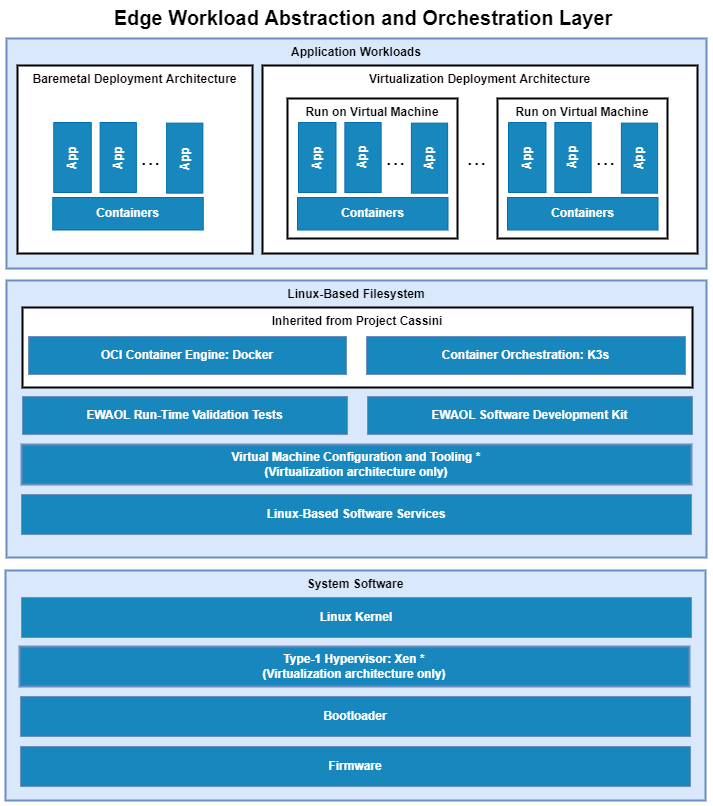 Edge Workload Abstraction and Orchestration Layer
Application Workloads
Baremetal Deployment Architecture
App
App
...
App
Containers
Virtualization Deployment Architecture
Run on Virtual Machine
App
App
...
App
Containers
...
Run on Virtual Machine
App
App
...
App
Containers
Linux-Based Filesystem
Inherited from Project Cassini
OCI Container Engine: Docker
Container Orchestration: K3s
EWAOL Run-Time Validation Tests
EWAOL Software Development Kit
Virtual Machine Configuration and Tooling *
(Virtualization architecture only)
Linux-Based Software Services
System Software
Linux Kernel
Type-1 Hypervisor: Xen *
(Virtualization architecture only)
Bootloader
Firmware